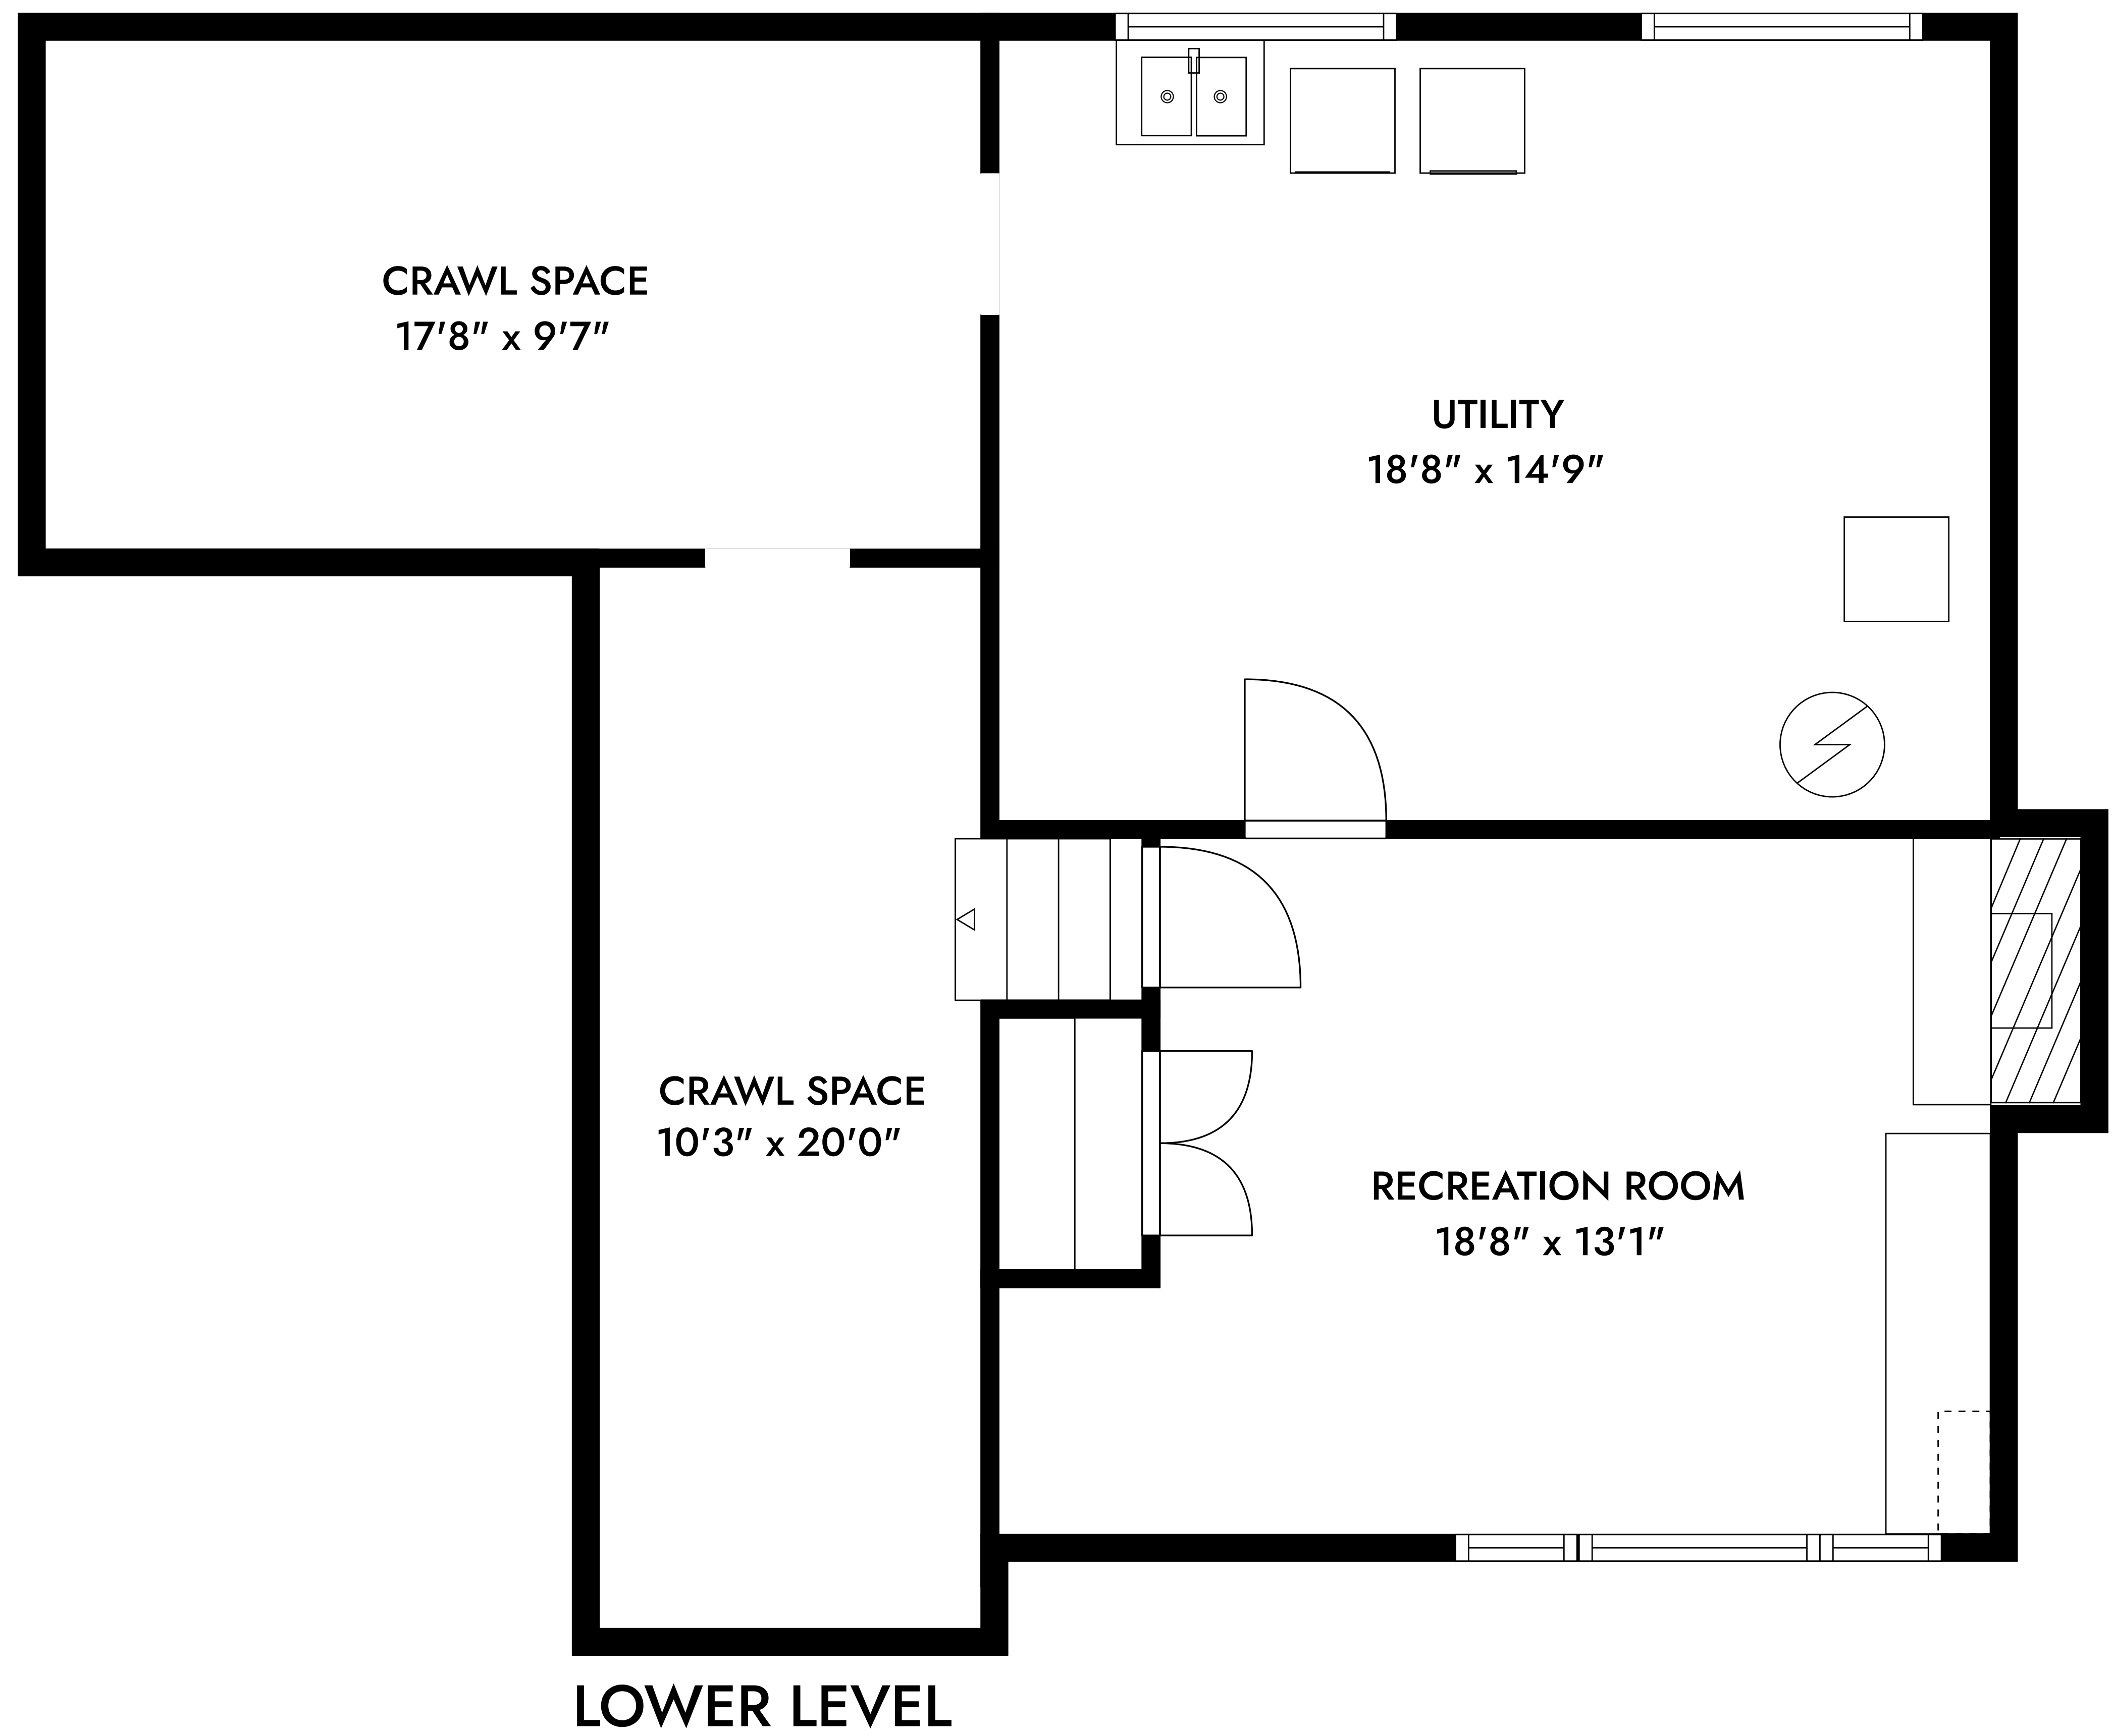 CRAWL SPACE
17'8" x 9'7"
UTILITY
18'8" x 14'9"
CRAWL SPACE
10'3" x 20'0"
RECREATION ROOM
18'8" x 13'1"
LOWER LEVEL